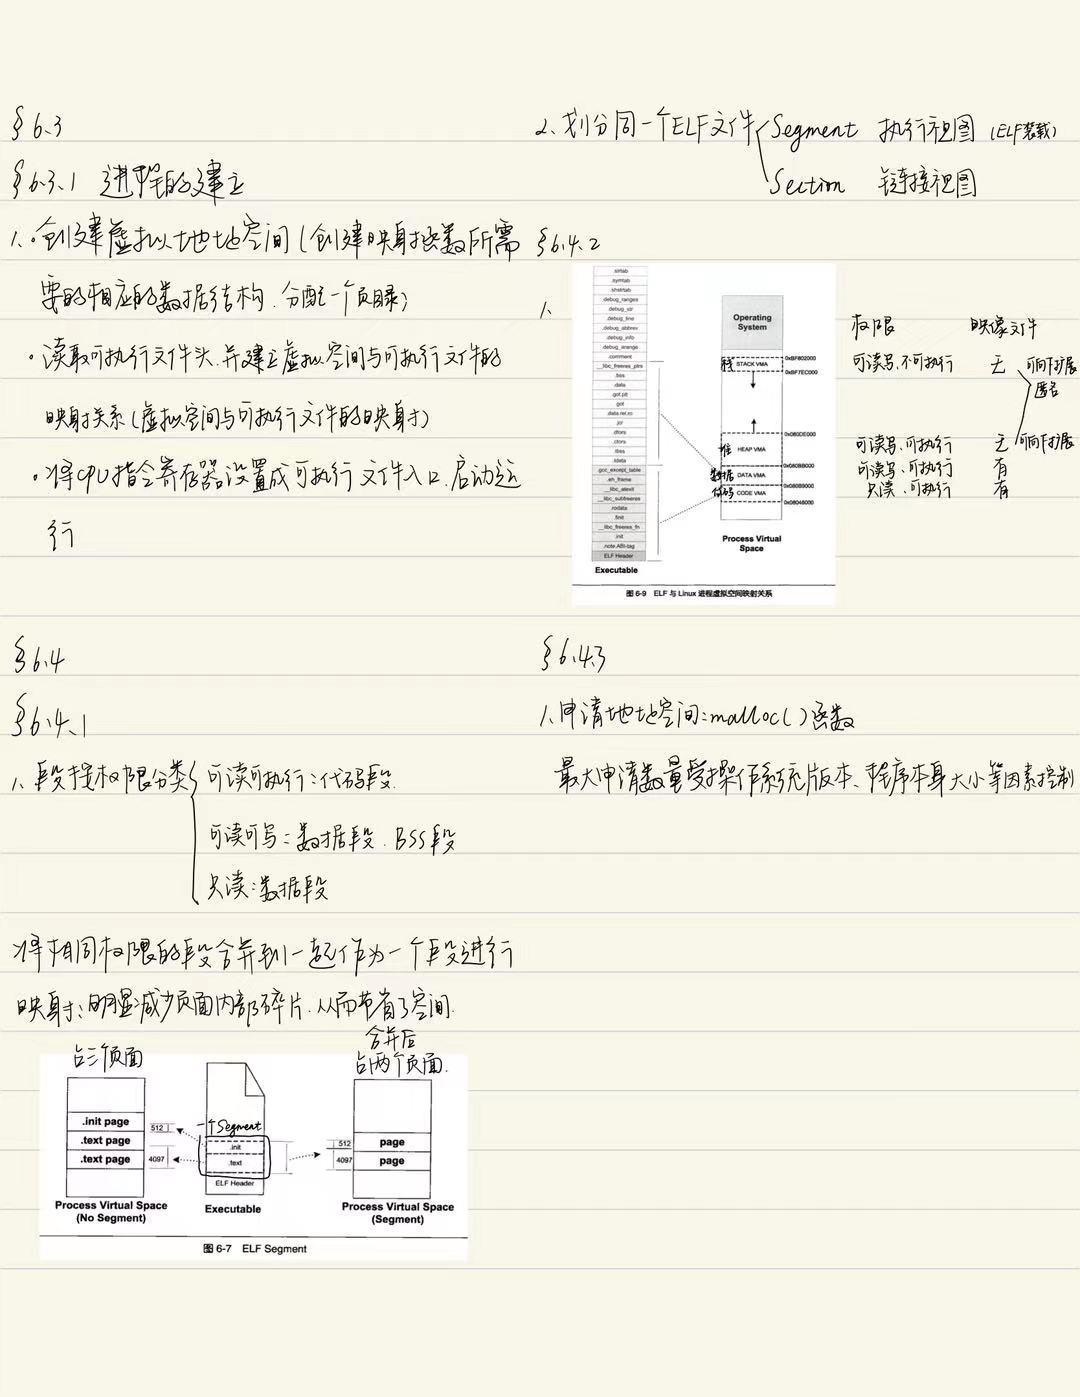 §6.3
§6.3.1 进程的建立
1.·创建虚拟地址空间(创建映射函数所需
要的相应的数据结构.分配一个页目录)
·读取可执行文件头.并建立虚拟空间与可执行文件的
映射关系(虚拟空间与可执行文件的映射)
·将CPU指令寄存器设置成可执行文件入口.启动运
行
§6.4
§6.4.1
1.段按权限分类
可读可执行:代码段.
可读可写:数据段.BSS段
只读:数据段
将相同权限的段合并到一起作为一个段进行
映射:明显减少页面内部碎片.从而节省了空间.
占三个页面
合并后
占两个页面.
.init page
.text page
.text page
512
4097
一个Segment
.init
.text
ELF Header
512
4097
page
page
Process Virtual Space
(No Segment)
Executable
Process Virtual Space
(Segment)
图 6-7 ELF Segment
2.划分同一个ELF文件
Segment 执行视图 (ELF装载)
Section 链接视图
§6.4.2
1.
.strtab
.symtab
.shstrtab
.debug_ranges
.debug_str
.debug_line
.debug_abbrev
.debug_info
.debug_arange
.comment
__libc_freeres_ptrs
.bss
.data
.got.plt
.got
.data.rel.ro
.jcr
.dtors
.ctors
.tbss
.tdata
.gcc_except_table
.eh_frame
__libc_atexit
__libc_subfreeres
.rodata
.fini
__libc_freeres_fn
.init
.note.ABI-tag
ELF Header
Executable
Operating
System
栈 STACK VMA
0xBF802000
0xBF7EC000
堆 HEAP VMA
0x080DE000
数据 DATA VMA
0x080BB000
代码 CODE VMA
0x080B9000
0x08048000
Process Virtual
Space
图 6-9 ELF 与 Linux 进程虚拟空间映射关系
权限 映像文件
可读写、不可执行 无 可向下扩展
匿名
可读写、可执行 无 可向下扩展
可读写、可执行 有
只读、可执行 有
§6.4.3
1.申请地址空间:malloc()函数
最大申请数量受操作系统版本、程序本身大小等因素控制